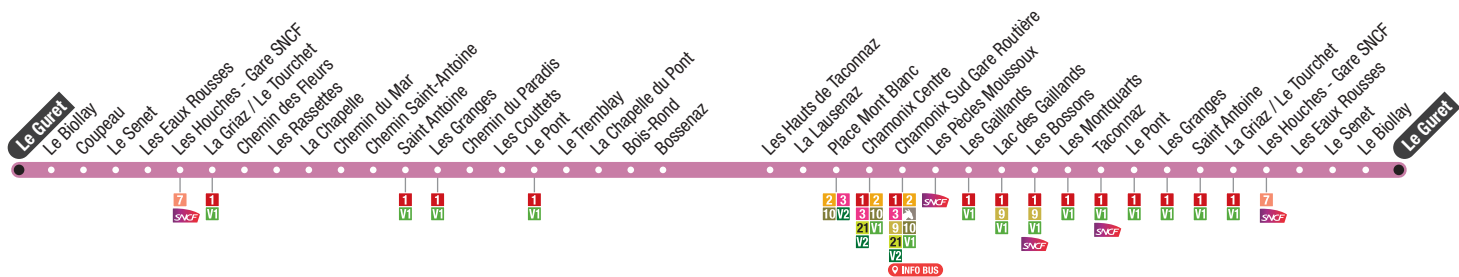 Le Guret
Le Biollay
Coupeau
Le Senet
Les Eaux Rousses
Les Houches - Gare SNCF
La Griaz / Le Tourchet
Chemin des Fleurs
Les Rassettes
La Chapelle
Chemin du Mar
Chemin Saint-Antoine
Saint Antoine
Les Granges
Chemin du Paradis
Les Couttets
Le Pont
Le Tremblay
La Chapelle du Pont
Bois-Rond
Bossenaz
Les Hauts de Taconnaz
La Laussenaz
Place Mont Blanc
Chamonix Centre
Chamonix Sud Gare Routière
Les Pècles Moussoux
Les Gaillands
Lac des Gaillands
Les Bossons
Les Montquarts
Taconnaz
Le Pont
Les Granges
Saint Antoine
La Griaz / Le Tourchet
Les Houches - Gare SNCF
Les Eaux Rousses
Le Senet
Le Biollay
Le Guret
7
SNCF
1
V1
1
V1
1
V1
1
V1
2 3
10 V2
1 2
3 10
21 V1
V2
1 2
3
9 10
21 V1
V2
INFO BUS
SNCF
1
V1
1
9
V1
1
9
V1
SNCF
1
V1
1
V1
SNCF
1
V1
1
V1
1
V1
1
V1
7
SNCF